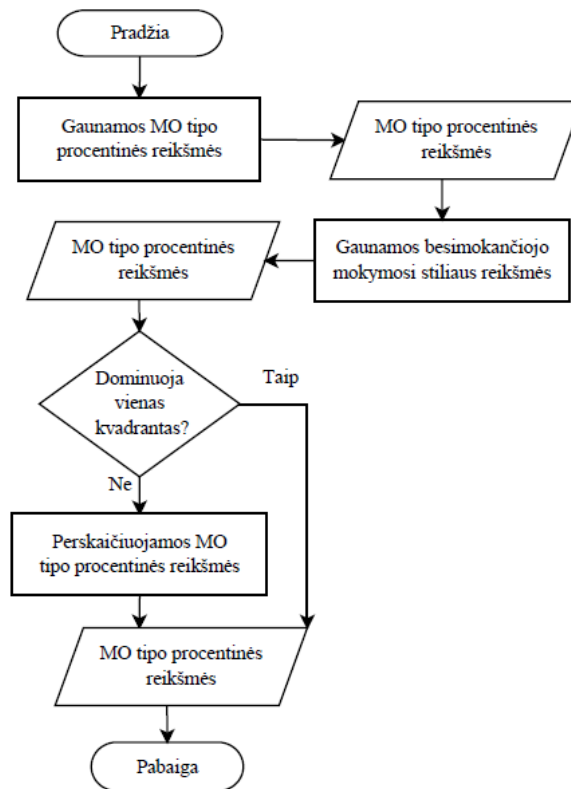 Pradžia
Gaunamos MO tipo
procentinės reikšmės
MO tipo procentinės
reikšmės
Gaunamos besimokančiojo
mokymosi stiliaus reikšmės
MO tipo procentinės
reikšmės
Dominuoja
vienas
kvadrantas?
Taip
Ne
Perskaičiuojamos MO
tipo procentinės reikšmės
MO tipo procentinės
reikšmės
Pabaiga